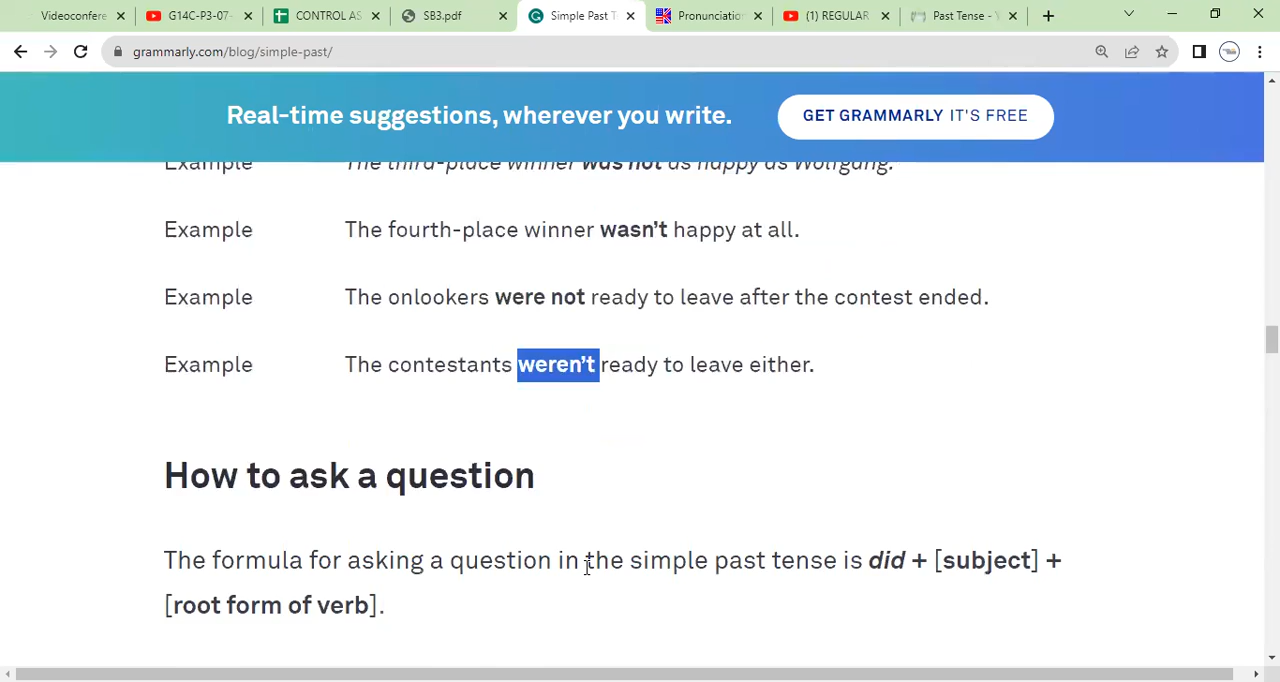 Videoconfere
G14C-P3-07-
CONTROL AS
SB3.pdf
Simple Past T
Pronunciatio
(1) REGULAR
Past Tense - Y
grammarly.com/blog/simple-past/
Real-time suggestions, wherever you write.
GET GRAMMARLY IT'S FREE
Example The third-place winner was not as happy as Wolfgang.
Example The fourth-place winner wasn't happy at all.
Example The onlookers were not ready to leave after the contest ended.
Example The contestants weren't ready to leave either.
How to ask a question
The formula for asking a question in the simple past tense is did + [subject] +
[root form of verb].